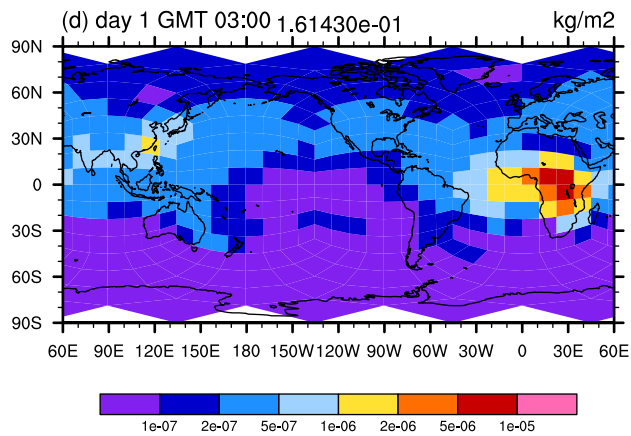 (d) day 1 GMT 03:00 1.61430e-01 kg/m2
90N
60N
30N
0
30S
60S
90S
60E 90E 120E 150E 180 150W 120W 90W 60W 30W 0 30E 60E
1e-07 2e-07 5e-07 1e-06 2e-06 5e-06 1e-05